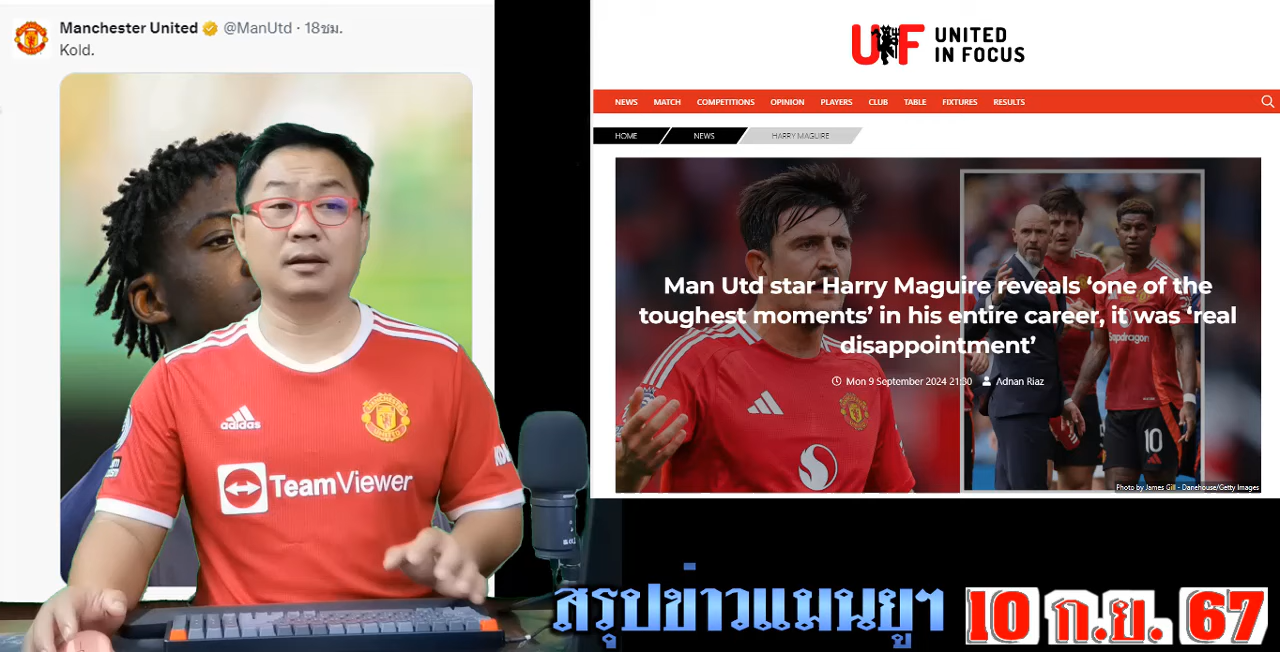 Manchester United @ManUtd · 18ชม.
Kold.
UF UNITED
IN FOCUS
NEWS MATCH COMPETITIONS OPINION PLAYERS CLUB TABLE FIXTURES RESULTS
HOME NEWS HARRY MAGUIRE
Man Utd star Harry Maguire reveals ‘one of the
toughest moments’ in his entire career, it was ‘real
disappointment’
Mon 9 September 2024 21:30 Adnan Riaz
Snapdragon
10
Photo by James Gill - Danehouse/Getty Images
adidas
TeamViewer
สรุปข่าวแมนยูฯ 10 ก.ย. 67